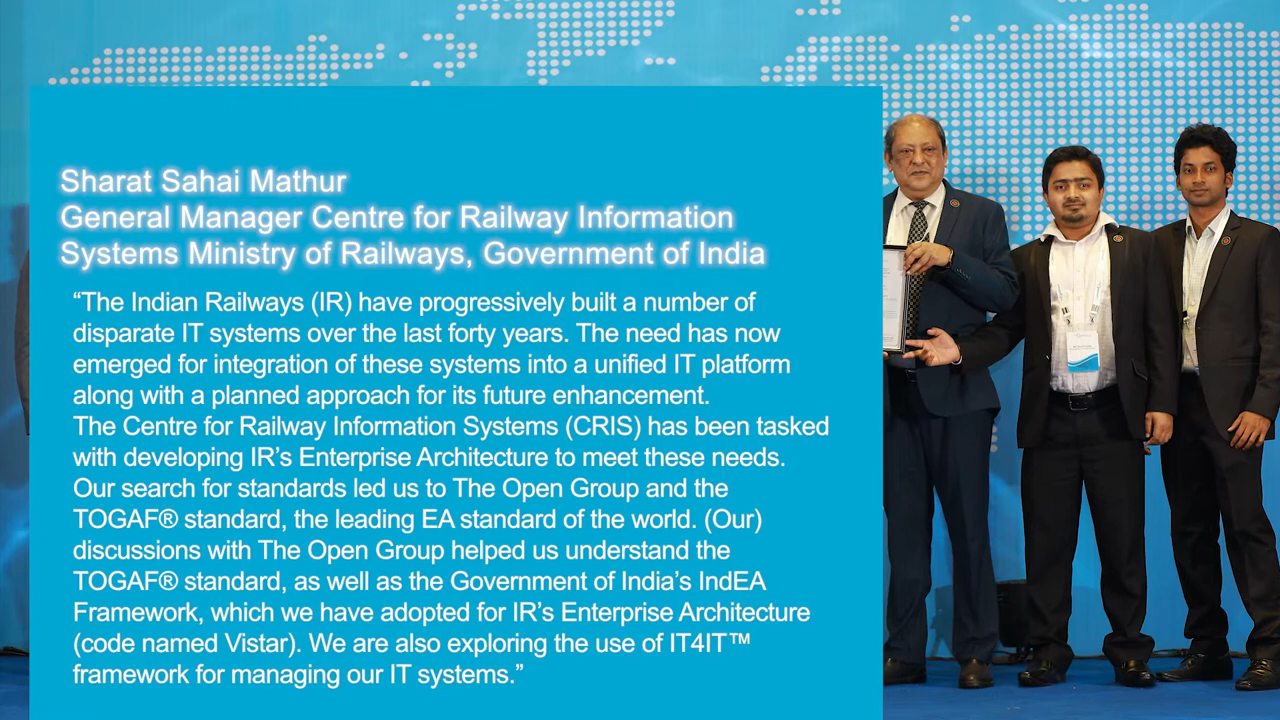 Sharat Sahai Mathur
General Manager Centre for Railway Information
Systems Ministry of Railways, Government of India
“The Indian Railways (IR) have progressively built a number of
disparate IT systems over the last forty years. The need has now
emerged for integration of these systems into a unified IT platform
along with a planned approach for its future enhancement.
The Centre for Railway Information Systems (CRIS) has been tasked
with developing IR’s Enterprise Architecture to meet these needs.
Our search for standards led us to The Open Group and the
TOGAF® standard, the leading EA standard of the world. (Our)
discussions with The Open Group helped us understand the
TOGAF® standard, as well as the Government of India’s IndEA
Framework, which we have adopted for IR’s Enterprise Architecture
(code named Vistar). We are also exploring the use of IT4IT™
framework for managing our IT systems.”